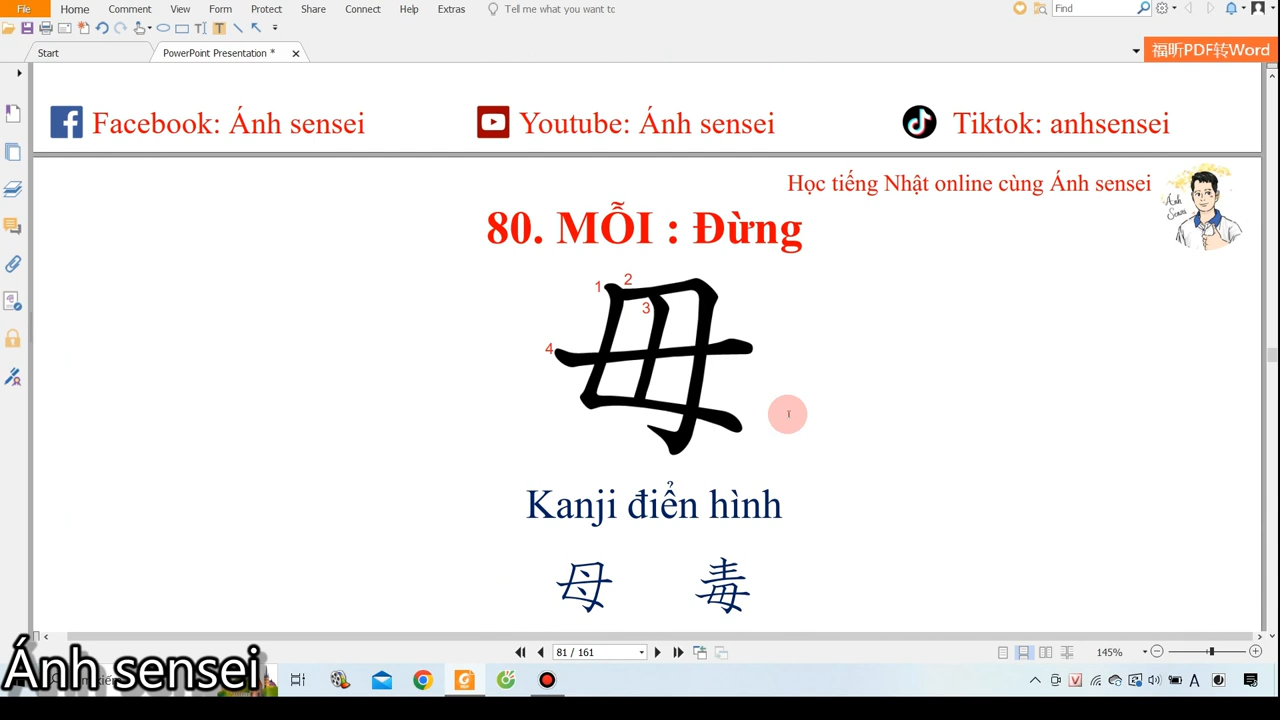 File Home Comment View Form Protect Share Connect Help Extras Tell me what you want to Find
Start PowerPoint Presentation * 福昕PDF转Word
Facebook: Ánh sensei Youtube: Ánh sensei Tiktok: anhsensei
Học tiếng Nhật online cùng Ánh sensei
Ánh Sensei
80. MỖI : Đừng
1 2
3
毋
4
Kanji điển hình
母 毒
81 / 161 145%
Ánh sensei